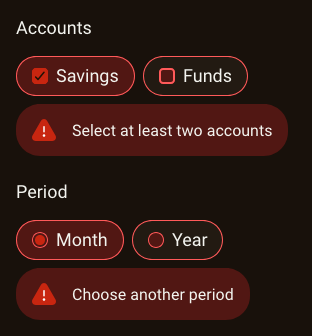 Accounts
Savings Funds
Select at least two accounts
Period
Month Year
Choose another period